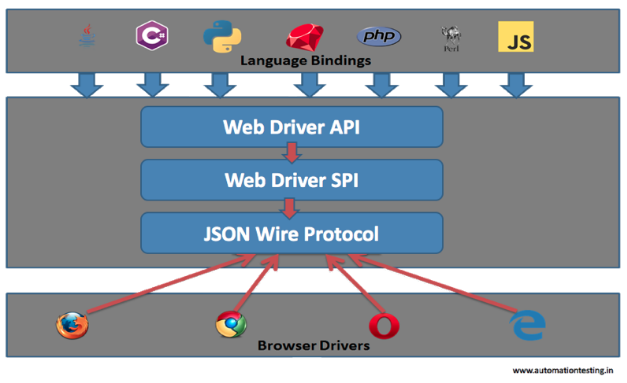 C#
php
Perl
JS
Language Bindings
Web Driver API
Web Driver SPI
JSON Wire Protocol
Browser Drivers
www.automationtesting.in